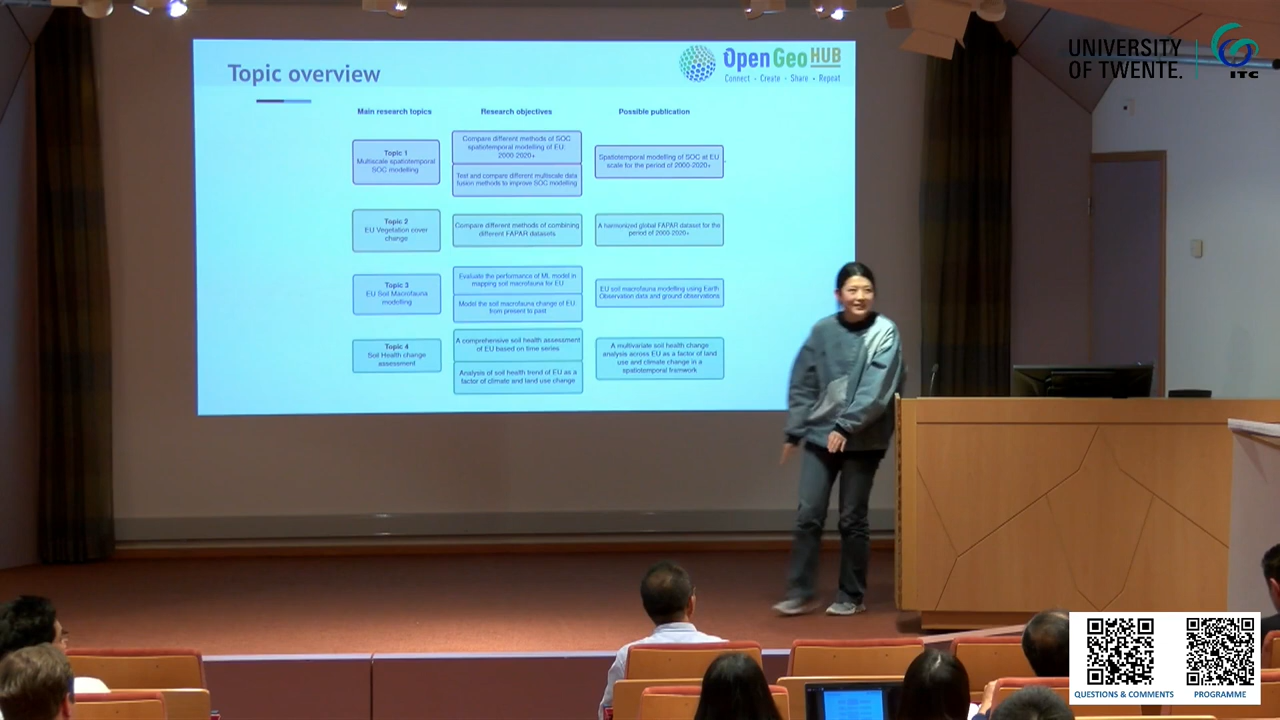 Topic overview
OpenGeoHUB
Connect · Create · Share · Repeat
UNIVERSITY
OF TWENTE.
ITC
Main research topics
Research objectives
Possible publication
Topic 1
Multiscale spatiotemporal
SOC modelling
Compare different methods of SOC
spatiotemporal modelling of EU:
2000-2020+
Test and compare different multiscale data
fusion methods to improve SOC modelling
Spatiotemporal modelling of SOC at EU
scale for the period of 2000-2020+
Topic 2
EU Vegetation cover
change
Compare different methods of combining
different FAPAR datasets
A harmonized global FAPAR dataset for the
period of 2000-2020+
Topic 3
EU Soil Macrofauna
modelling
Evaluate the performance of ML model in
mapping soil macrofauna for EU
Model the soil macrofauna change of EU
from present to past
EU soil macrofauna modelling using Earth
Observation data and ground observations
Topic 4
Soil Health change
assessment
A comprehensive soil health assessment
of EU based on time series
Analysis of soil health trend of EU as a
factor of climate and land use change
A multivariate soil health change
analysis across EU as a factor of land
use and climate change in a
spatiotemporal framwork
QUESTIONS & COMMENTS
PROGRAMME